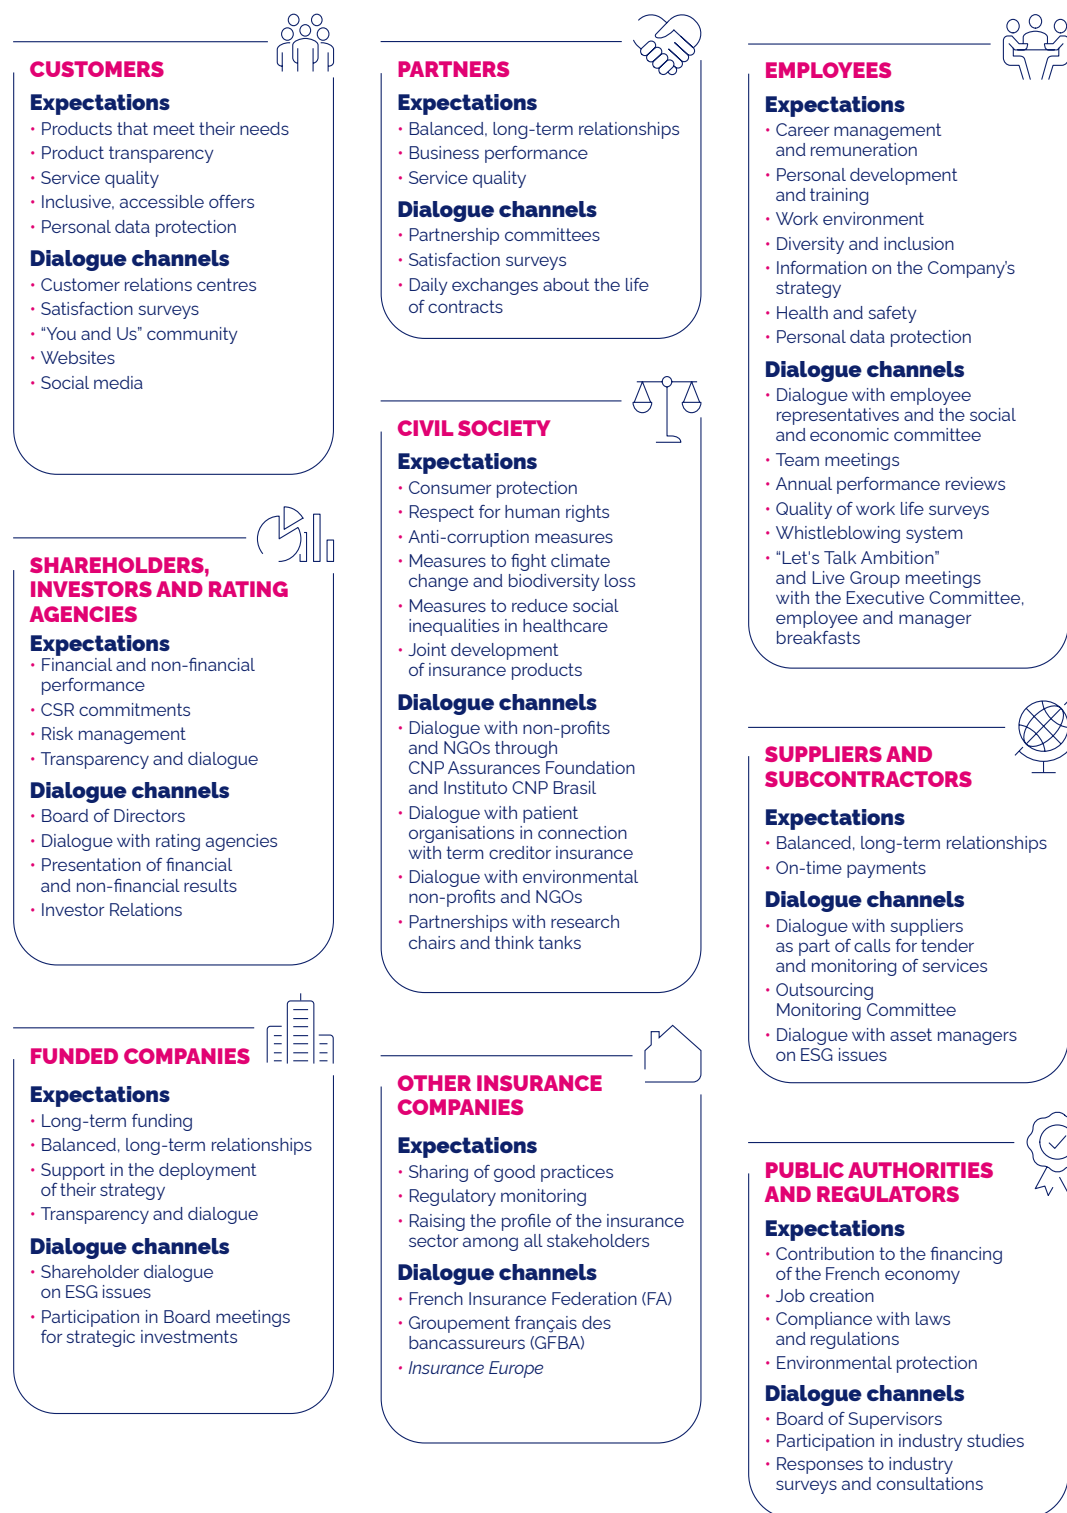 CUSTOMERS
Expectations
• Products that meet their needs
• Product transparency
• Service quality
• Inclusive, accessible offers
• Personal data protection
Dialogue channels
• Customer relations centres
• Satisfaction surveys
• “You and Us” community
• Websites
• Social media
SHAREHOLDERS,
INVESTORS AND RATING
AGENCIES
Expectations
• Financial and non-financial
performance
• CSR commitments
• Risk management
• Transparency and dialogue
Dialogue channels
• Board of Directors
• Dialogue with rating agencies
• Presentation of financial
and non-financial results
• Investor Relations
FUNDED COMPANIES
Expectations
• Long-term funding
• Balanced, long-term relationships
• Support in the deployment
of their strategy
• Transparency and dialogue
Dialogue channels
• Shareholder dialogue
on ESG issues
• Participation in Board meetings
for strategic investments
PARTNERS
Expectations
• Balanced, long-term relationships
• Business performance
• Service quality
Dialogue channels
• Partnership committees
• Satisfaction surveys
• Daily exchanges about the life
of contracts
CIVIL SOCIETY
Expectations
• Consumer protection
• Respect for human rights
• Anti-corruption measures
• Measures to fight climate
change and biodiversity loss
• Measures to reduce social
inequalities in healthcare
• Joint development
of insurance products
Dialogue channels
• Dialogue with non-profits
and NGOs through
CNP Assurances Foundation
and Instituto CNP Brasil
• Dialogue with patient
organisations in connection
with term creditor insurance
• Dialogue with environmental
non-profits and NGOs
• Partnerships with research
chairs and think tanks
OTHER INSURANCE
COMPANIES
Expectations
• Sharing of good practices
• Regulatory monitoring
• Raising the profile of the insurance
sector among all stakeholders
Dialogue channels
• French Insurance Federation (FA)
• Groupement français des
bancassureurs (GFBA)
• Insurance Europe
EMPLOYEES
Expectations
• Career management
and remuneration
• Personal development
and training
• Work environment
• Diversity and inclusion
• Information on the Company’s
strategy
• Health and safety
• Personal data protection
Dialogue channels
• Dialogue with employee
representatives and the social
and economic committee
• Team meetings
• Annual performance reviews
• Quality of work life surveys
• Whistleblowing system
• “Let's Talk Ambition”
and Live Group meetings
with the Executive Committee,
employee and manager
breakfasts
SUPPLIERS AND
SUBCONTRACTORS
Expectations
• Balanced, long-term relationships
• On-time payments
Dialogue channels
• Dialogue with suppliers
as part of calls for tender
and monitoring of services
• Outsourcing
Monitoring Committee
• Dialogue with asset managers
on ESG issues
PUBLIC AUTHORITIES
AND REGULATORS
Expectations
• Contribution to the financing
of the French economy
• Job creation
• Compliance with laws
and regulations
• Environmental protection
Dialogue channels
• Board of Supervisors
• Participation in industry studies
• Responses to industry
surveys and consultations